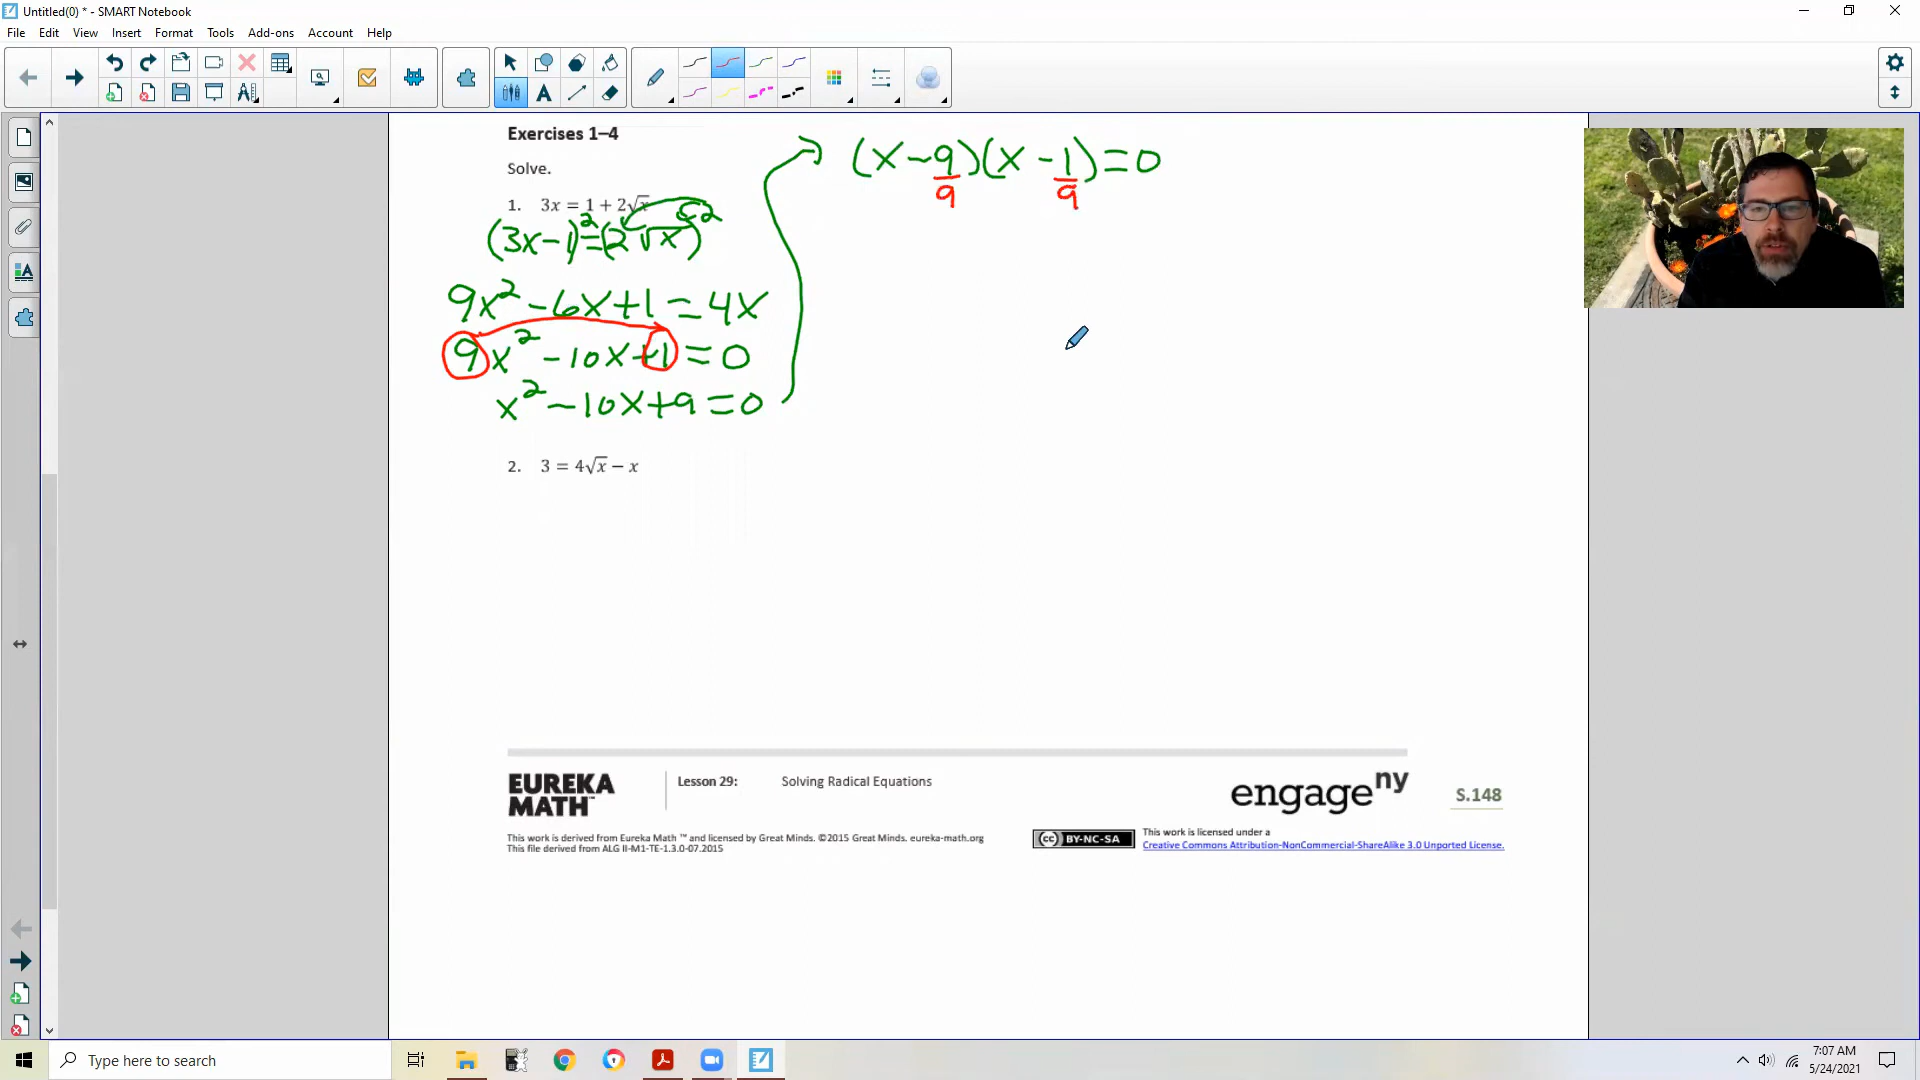 Untitled(0) * - SMART Notebook
File Edit View Insert Format Tools Add-ons Account Help
Exercises 1–4
Solve.
1. 3x = 1 + 2√x
(3x-1)² = (2√x)²
9x² - 6x + 1 = 4x
9x² - 10x + 1 = 0
x² - 10x + 9 = 0
(x - 9/9)(x - 1/9) = 0
2. 3 = 4√x − x
EUREKA MATH™
Lesson 29: Solving Radical Equations
engage ny
S.148
This work is derived from Eureka Math ™ and licensed by Great Minds. ©2015 Great Minds. eureka-math.org
This file derived from ALG II-M1-TE-1.3.0-07.2015
CC BY-NC-SA
This work is licensed under a
Creative Commons Attribution-NonCommercial-ShareAlike 3.0 Unported License.
Type here to search
7:07 AM
5/24/2021